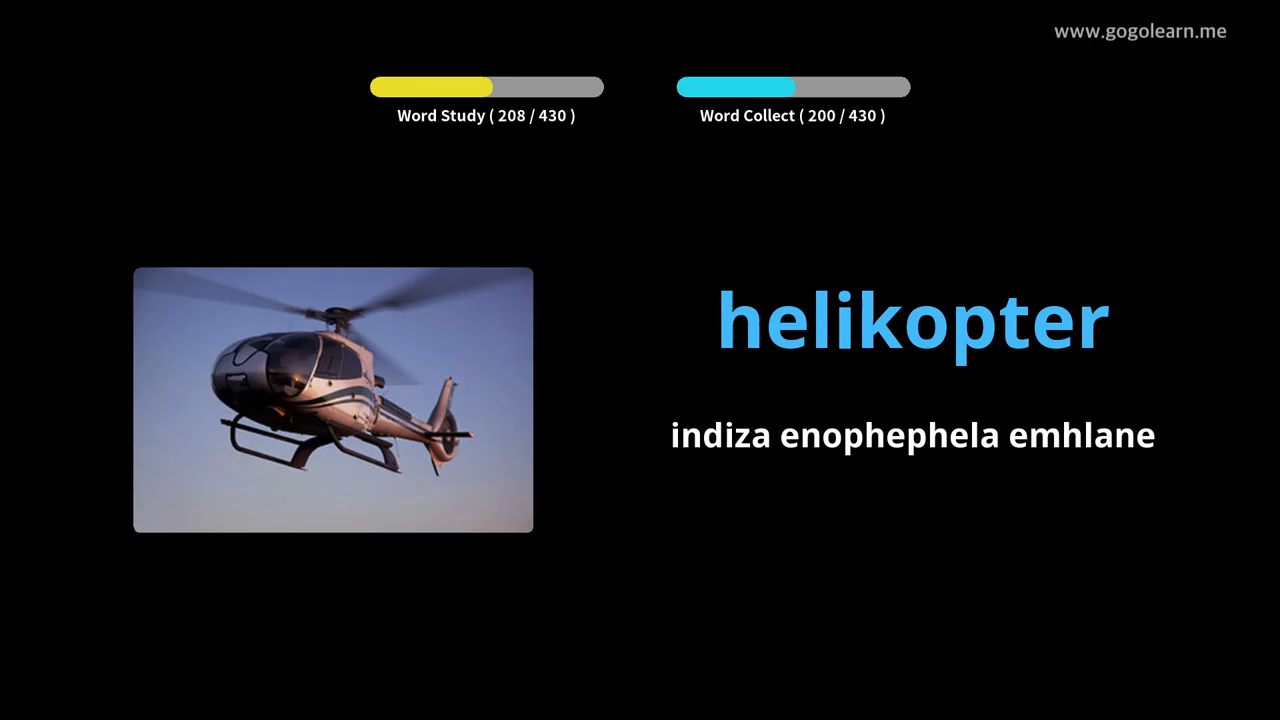 www.gogolearn.me
Word Study ( 208 / 430 )
Word Collect ( 200 / 430 )
helikopter
indiza enophephela emhlane